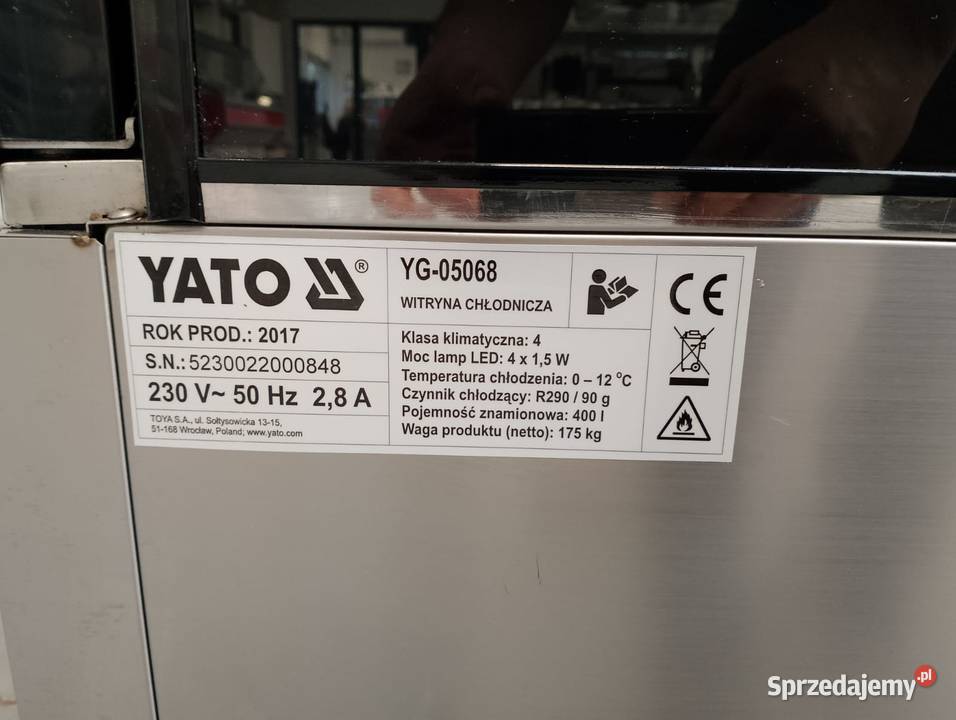 YATO ®
YG-05068
WITRYNA CHŁODNICZA
ROK PROD.: 2017
S.N.: 5230022000848
230 V~ 50 Hz 2,8 A
TOYA S.A., ul. Sołtysowicka 13-15,
51-168 Wrocław, Poland; www.yato.com
Klasa klimatyczna: 4
Moc lamp LED: 4 x 1,5 W
Temperatura chłodzenia: 0 – 12 °C
Czynnik chłodzący: R290 / 90 g
Pojemność znamionowa: 400 l
Waga produktu (netto): 175 kg
CE
Sprzedajemy.pl